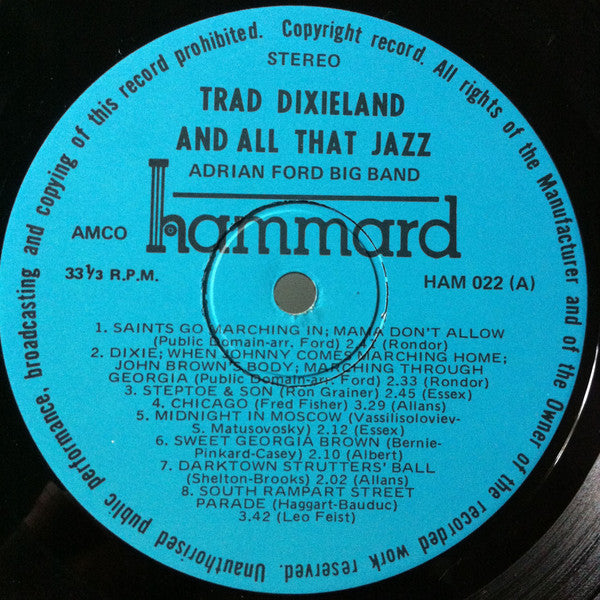 Unauthorised public performance, broadcasting and copying of this record prohibited. Copyright record. All rights of the Manufacturer and of the Owner of the recorded work reserved.
STEREO
TRAD DIXIELAND
AND ALL THAT JAZZ
ADRIAN FORD BIG BAND
AMCO
hammard
33⅓ R.P.M.
HAM 022 (A)
1. SAINTS GO MARCHING IN; MAMA DON'T ALLOW
(Public Domain-arr. Ford) 2.41 (Rondor)
2. DIXIE; WHEN JOHNNY COMES MARCHING HOME;
JOHN BROWN'S BODY; MARCHING THROUGH
GEORGIA (Public Domain-arr. Ford) 2.33 (Rondor)
3. STEPTOE & SON (Ron Grainer) 2.45 (Essex)
4. CHICAGO (Fred Fisher) 3.29 (Allans)
5. MIDNIGHT IN MOSCOW (Vassilisoloviev-
S. Matusovosky) 2.12 (Essex)
6. SWEET GEORGIA BROWN (Bernie-
Pinkard-Casey) 2.10 (Albert)
7. DARKTOWN STRUTTERS' BALL
(Shelton-Brooks) 2.02 (Allans)
8. SOUTH RAMPART STREET
PARADE (Haggart-Bauduc)
3.42 (Leo Feist)